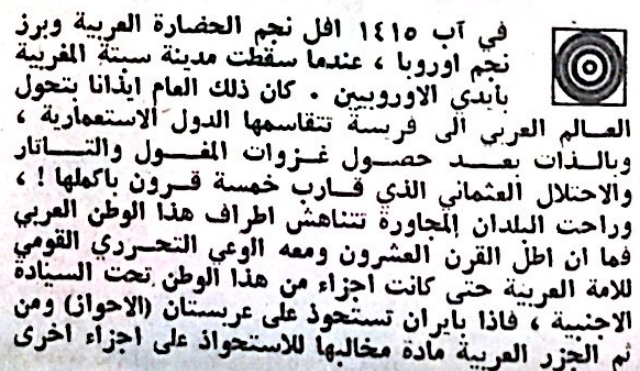 في آب ١٤١٥ افل نجم الحضارة العربية وبرز
نجم اوروبا ، عندما سقطت مدينة سبتة المغربية
بأيدي الاوروبيين . كان ذلك العام ايذانا بتحول
العالم العربي الى فريسة تتقاسمها الدول الاستعمارية ،
وبالذات بعد حصول غزوات المغول والتاتار
والاحتلال العثماني الذي قارب خمسة قرون باكملها ! ،
وراحت البلدان المجاورة تتناهش اطراف هذا الوطن العربي
فما ان اطل القرن العشرون ومعه الوعي التحرري القومي
للامة العربية حتى كانت اجزاء من هذا الوطن تحت السيادة
الاجنبية ، فاذا بايران تستحوذ على عربستان (الاحواز) ومن
ثم الجزر العربية مادة مخالبها للاستحواذ على اجزاء اخرى